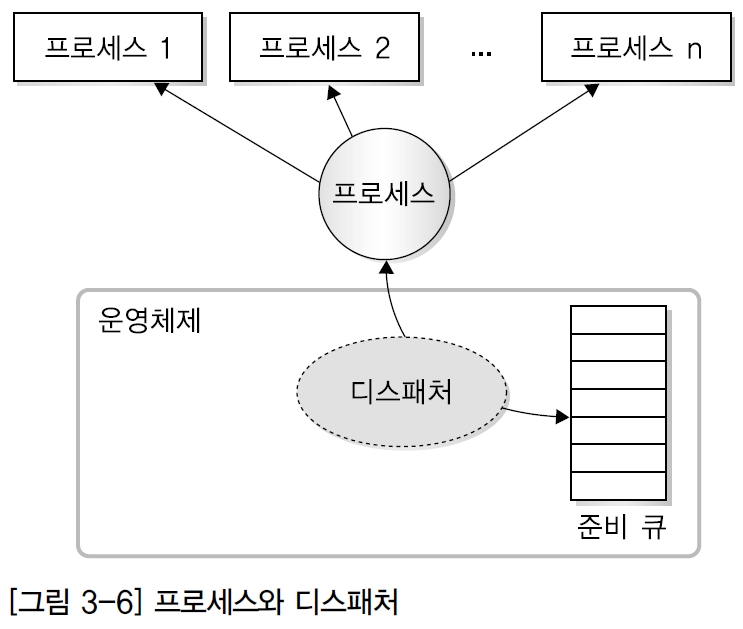 프로세스 1 프로세스 2 ... 프로세스 n
프로세스
운영체제
디스패처
준비 큐
[그림 3-6] 프로세스와 디스패처